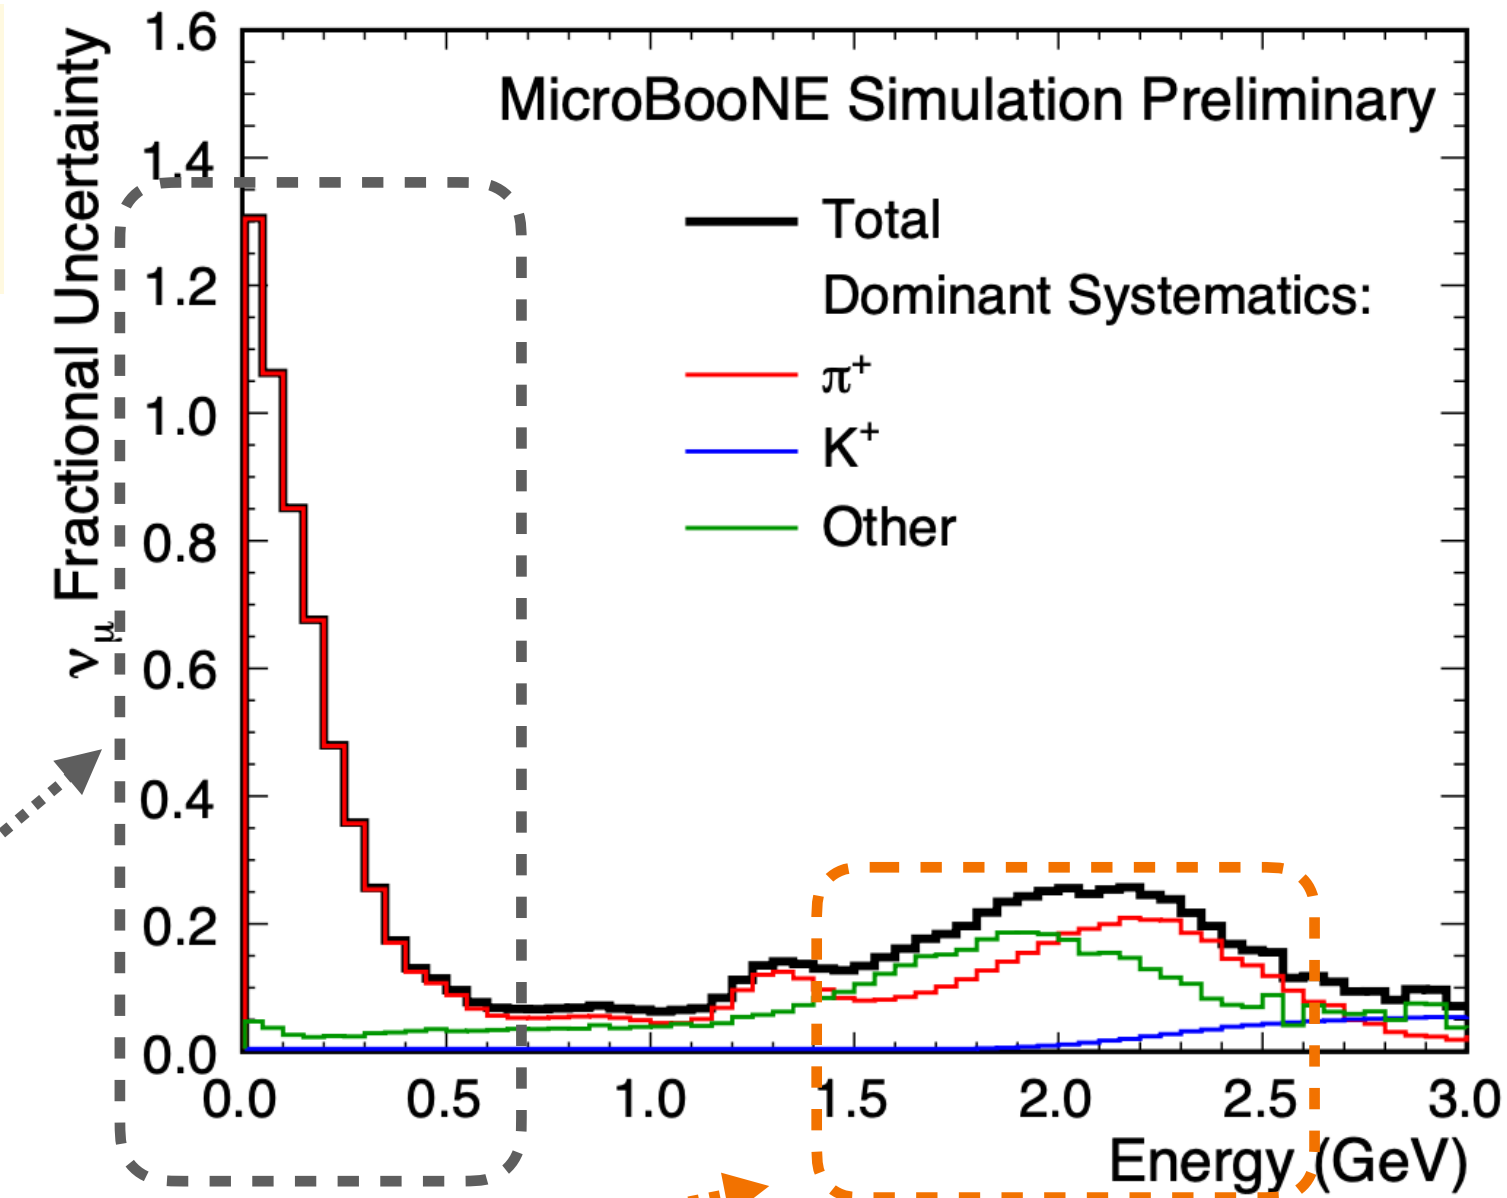 MicroBooNE Simulation Preliminary
Total
Dominant Systematics:
π⁺
K⁺
Other
ν_μ Fractional Uncertainty
1.6
1.4
1.2
1.0
0.8
0.6
0.4
0.2
0.0
0.0 0.5 1.0 1.5 2.0 2.5 3.0
Energy (GeV)